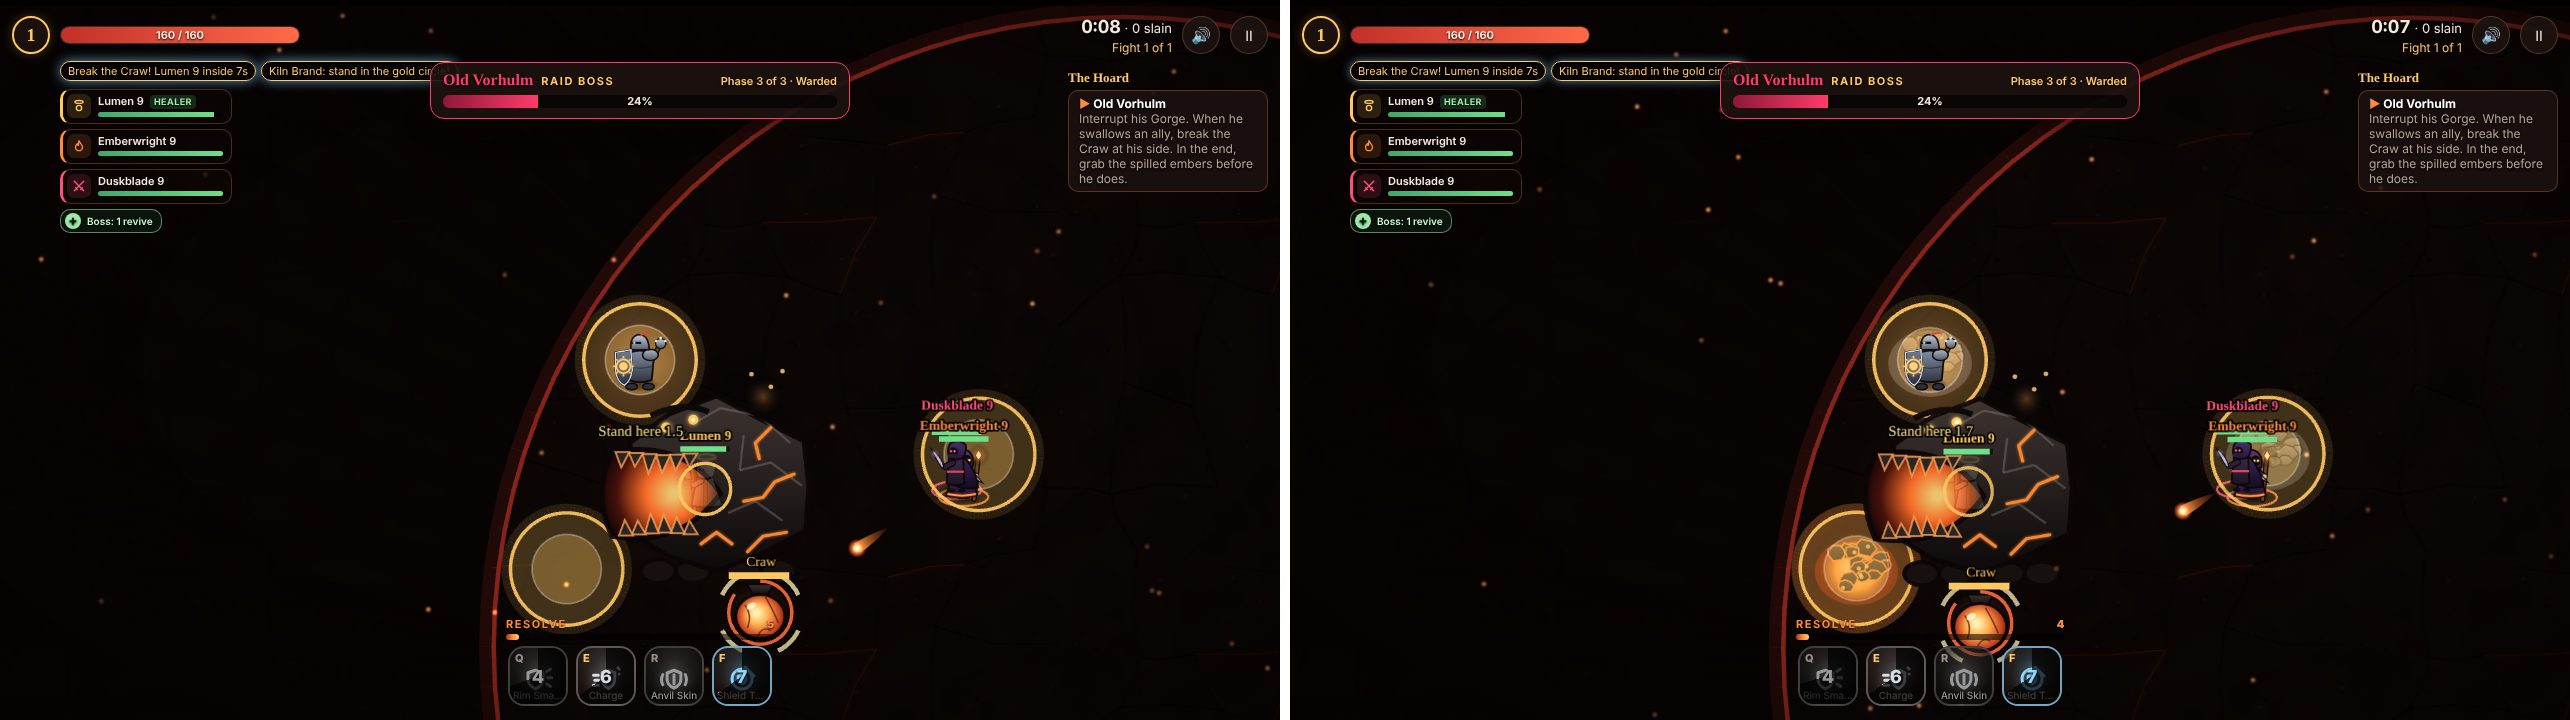 1
160 / 160
0:08 · 0 slain
Fight 1 of 1
Break the Craw! Lumen 9 inside 7s
Kiln Brand: stand in the gold
Old Vorhulm RAID BOSS
Phase 3 of 3 · Warded
24%
Lumen 9 HEALER
Emberwright 9
Duskblade 9
Boss: 1 revive
The Hoard
▶ Old Vorhulm
Interrupt his Gorge. When he
swallows an ally, break the
Craw at his side. In the end,
grab the spilled embers before
he does.
Duskblade 9
Emberwright 9
Stand here 1.5
Lumen 9
Craw
RESOLVE
5
Q
4
E
6
Charge
R
Anvil Skin
F
7
1
160 / 160
0:07 · 0 slain
Fight 1 of 1
Break the Craw! Lumen 9 inside 7s
Kiln Brand: stand in the gold
Old Vorhulm RAID BOSS
Phase 3 of 3 · Warded
24%
Lumen 9 HEALER
Emberwright 9
Duskblade 9
Boss: 1 revive
The Hoard
▶ Old Vorhulm
Interrupt his Gorge. When he
swallows an ally, break the
Craw at his side. In the end,
grab the spilled embers before
he does.
Duskblade 9
Emberwright 9
Stand here 1.7
Lumen 9
Craw
RESOLVE
4
Q
4
E
6
Charge
R
Anvil Skin
F
7